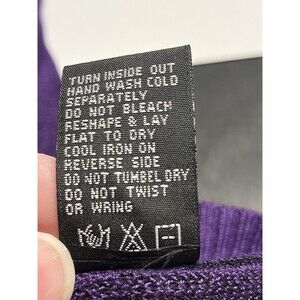 TURN INSIDE OUT
HAND WASH COLD
SEPARATELY
DO NOT BLEACH
RESHAPE & LAY
FLAT TO DRY
COOL IRON ON
REVERSE SIDE
DO NOT TUMBEL DRY
DO NOT TWIST
OR WRING